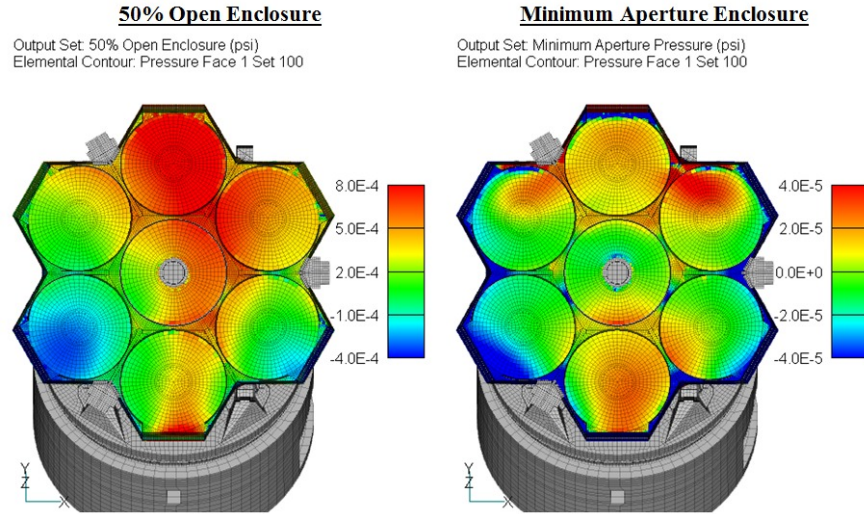 50% Open Enclosure
Output Set: 50% Open Enclosure (psi)
Elemental Contour: Pressure Face 1 Set 100
8.0E-4
5.0E-4
2.0E-4
-1.0E-4
-4.0E-4
Y
Z
X
Minimum Aperture Enclosure
Output Set: Minimum Aperture Pressure (psi)
Elemental Contour: Pressure Face 1 Set 100
4.0E-5
2.0E-5
0.0E+0
-2.0E-5
-4.0E-5
Y
Z
X